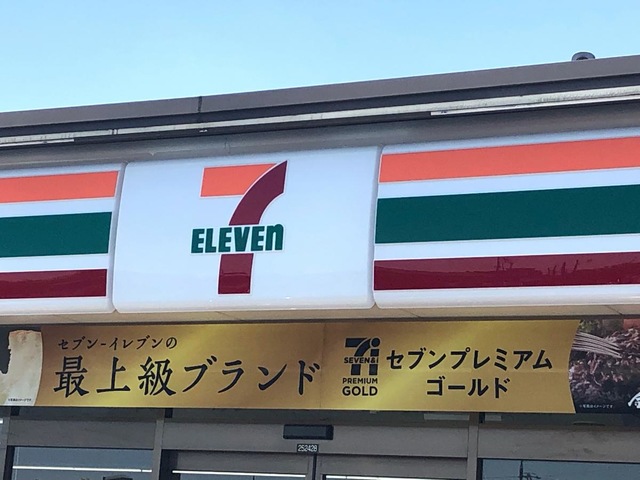 7
ELEVEn
セブン-イレブンの
最上級ブランド
7i
SEVEN&i
PREMIUM
GOLD
セブンプレミアム
ゴールド
252428